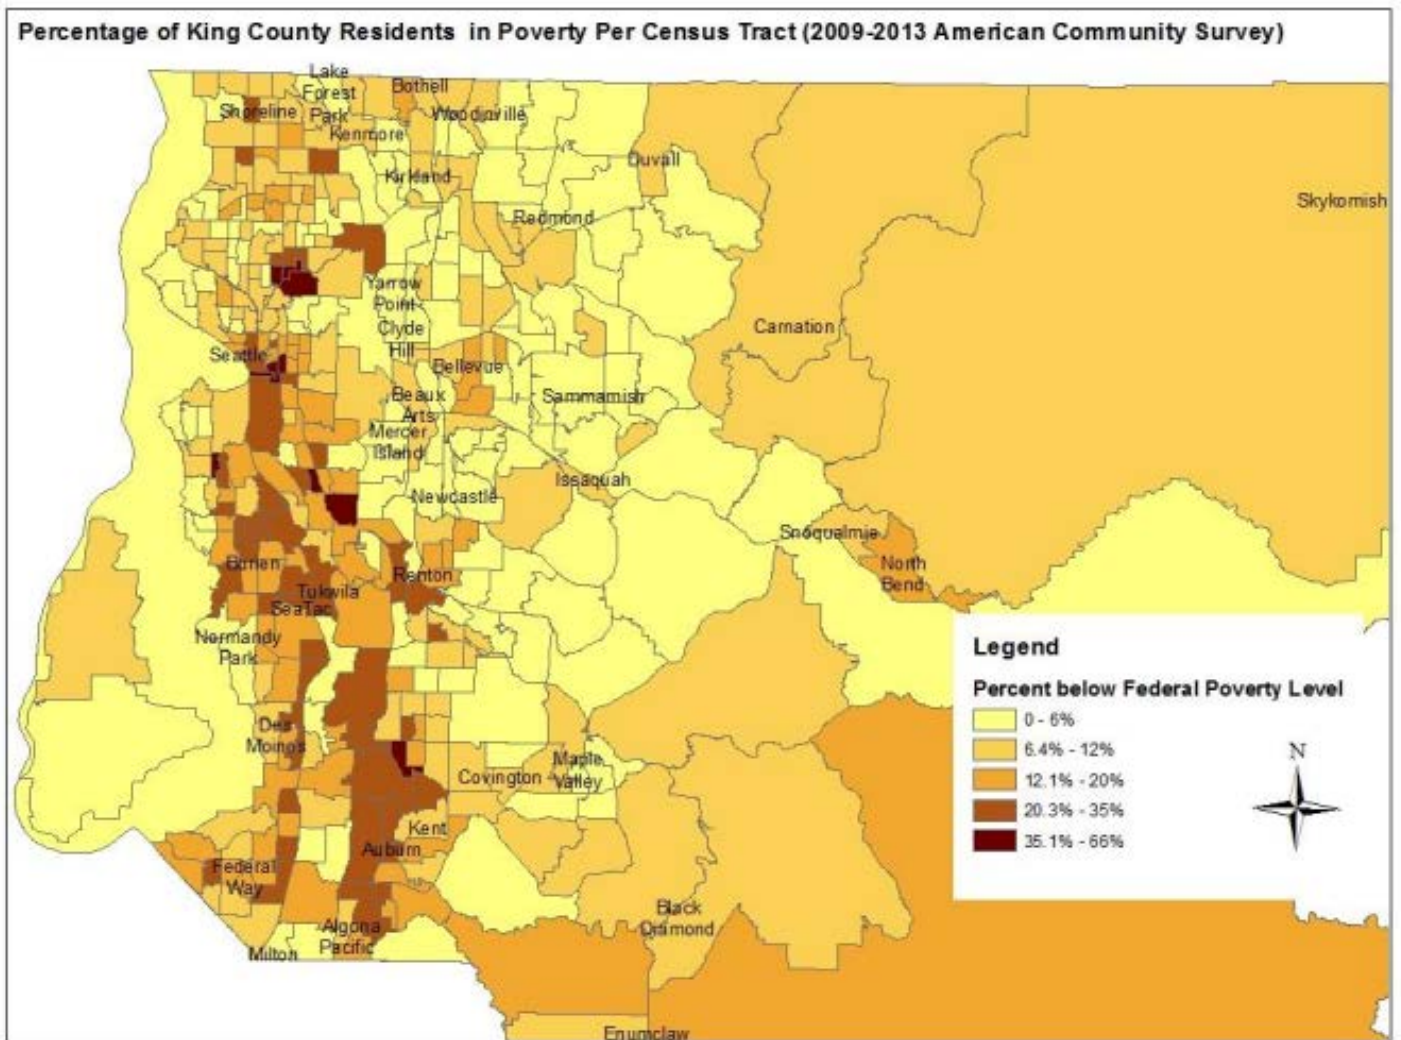 Percentage of King County Residents in Poverty Per Census Tract (2009-2013 American Community Survey)
Lake
Forest
Park
Bothell
Shoreline
Woodinville
Kenmore
Duvall
Kirkland
Skykomish
Redmond
Yarrow
Point
Clyde
Hill
Carnation
Seattle
Bellevue
Beaux
Arts
Sammamish
Mercer
Island
Issaquah
Newcastle
Snoqualmie
North
Bend
Burien
Renton
Tukwila
SeaTac
Normandy
Park
Des
Moines
Maple
Valley
Covington
Kent
Auburn
Federal
Way
Black
Diamond
Algona
Pacific
Milton
Enumclaw
Legend
Percent below Federal Poverty Level
0 - 6%
6.4% - 12%
12.1% - 20%
20.3% - 35%
35.1% - 66%
N